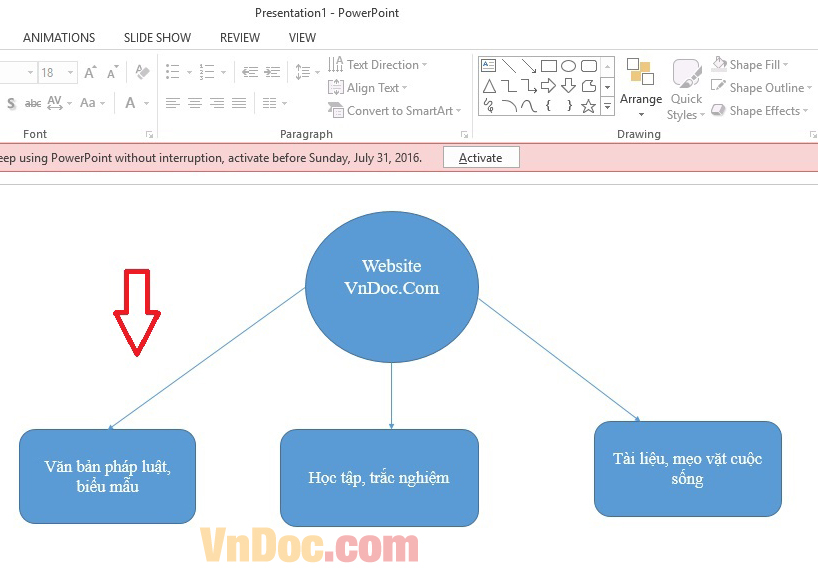 Presentation1 - PowerPoint
ANIMATIONS SLIDE SHOW REVIEW VIEW
18 A A
Text Direction
Align Text
Convert to SmartArt
S abc AV Aa A
Arrange
Quick
Styles
Shape Fill
Shape Outline
Shape Effects
Font Paragraph Drawing
eep using PowerPoint without interruption, activate before Sunday, July 31, 2016. Activate
Website
VnDoc.Com
Văn bản pháp luật,
biểu mẫu
Học tập, trắc nghiệm
Tài liệu, mẹo vặt cuộc
sống
VnDoc.com